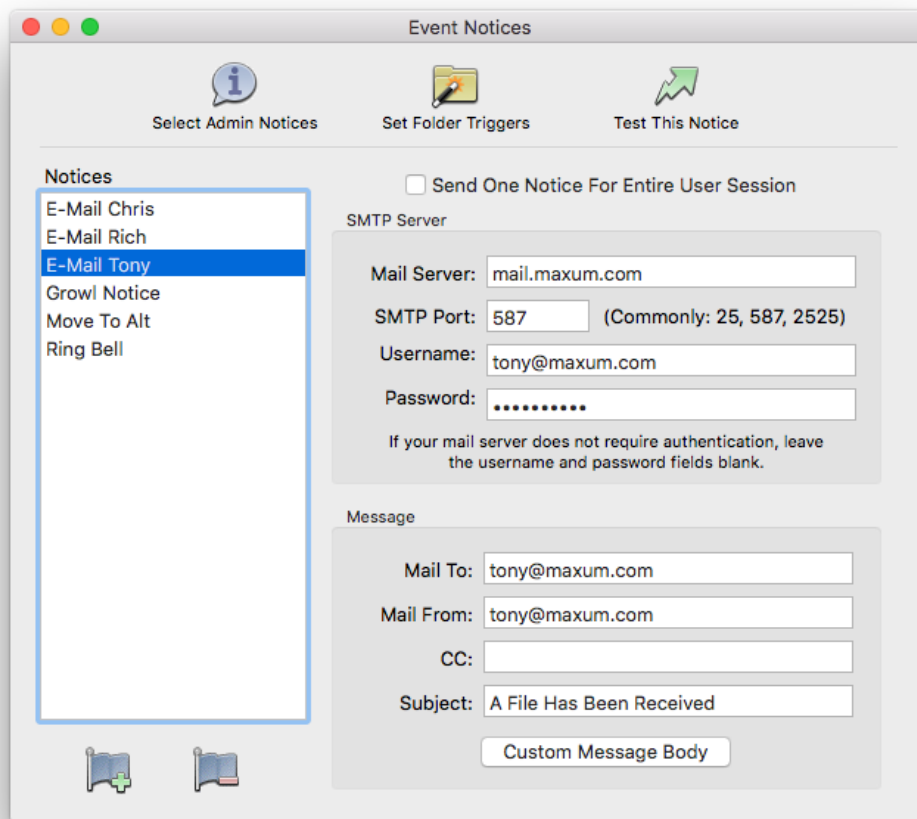 Event Notices
Select Admin Notices
Set Folder Triggers
Test This Notice
Notices
E-Mail Chris
E-Mail Rich
E-Mail Tony
Growl Notice
Move To Alt
Ring Bell
Send One Notice For Entire User Session
SMTP Server
Mail Server: mail.maxum.com
SMTP Port: 587 (Commonly: 25, 587, 2525)
Username: tony@maxum.com
Password: ••••••••••
If your mail server does not require authentication, leave
the username and password fields blank.
Message
Mail To: tony@maxum.com
Mail From: tony@maxum.com
CC:
Subject: A File Has Been Received
Custom Message Body